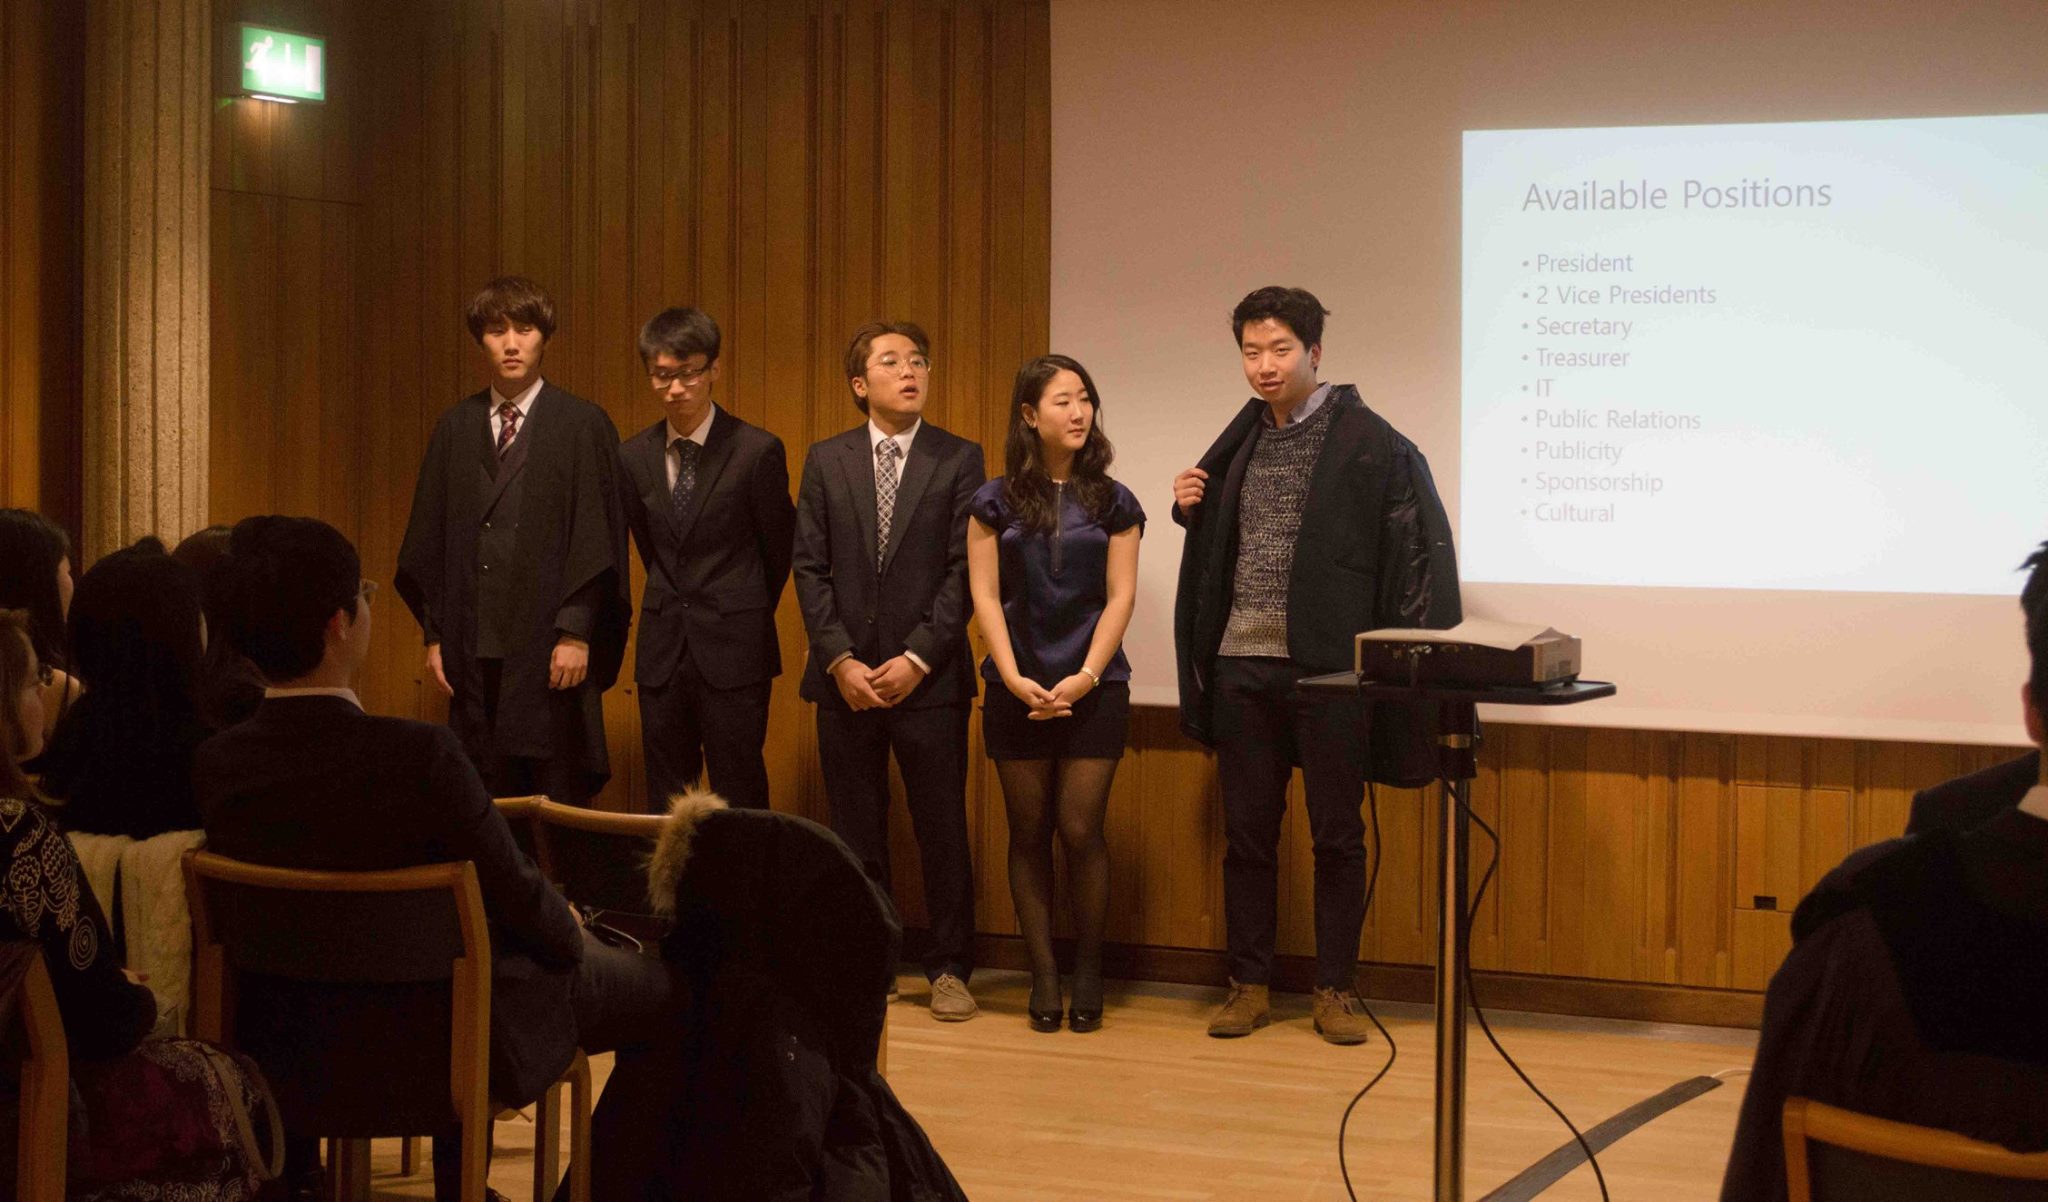 Available Positions
• President
• 2 Vice Presidents
• Secretary
• Treasurer
• IT
• Public Relations
• Publicity
• Sponsorship
• Cultural